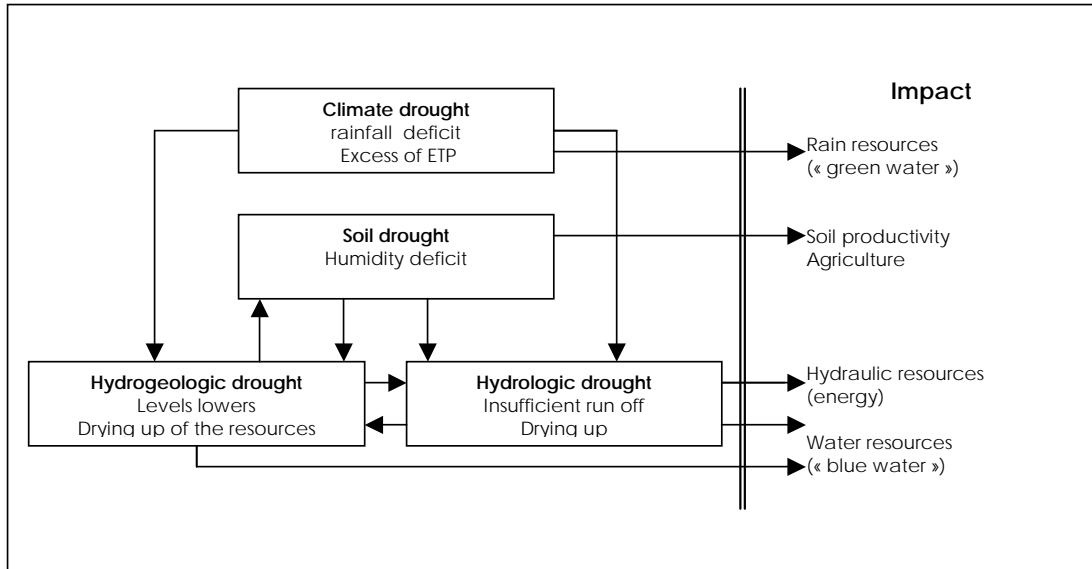 Impact
Climate drought
rainfall deficit
Excess of ETP
Rain resources
(« green water »)
Soil drought
Humidity deficit
Soil productivity
Agriculture
Hydrogeologic drought
Levels lowers
Drying up of the resources
Hydrologic drought
Insufficient run off
Drying up
Hydraulic resources
(energy)
Water resources
(« blue water »)